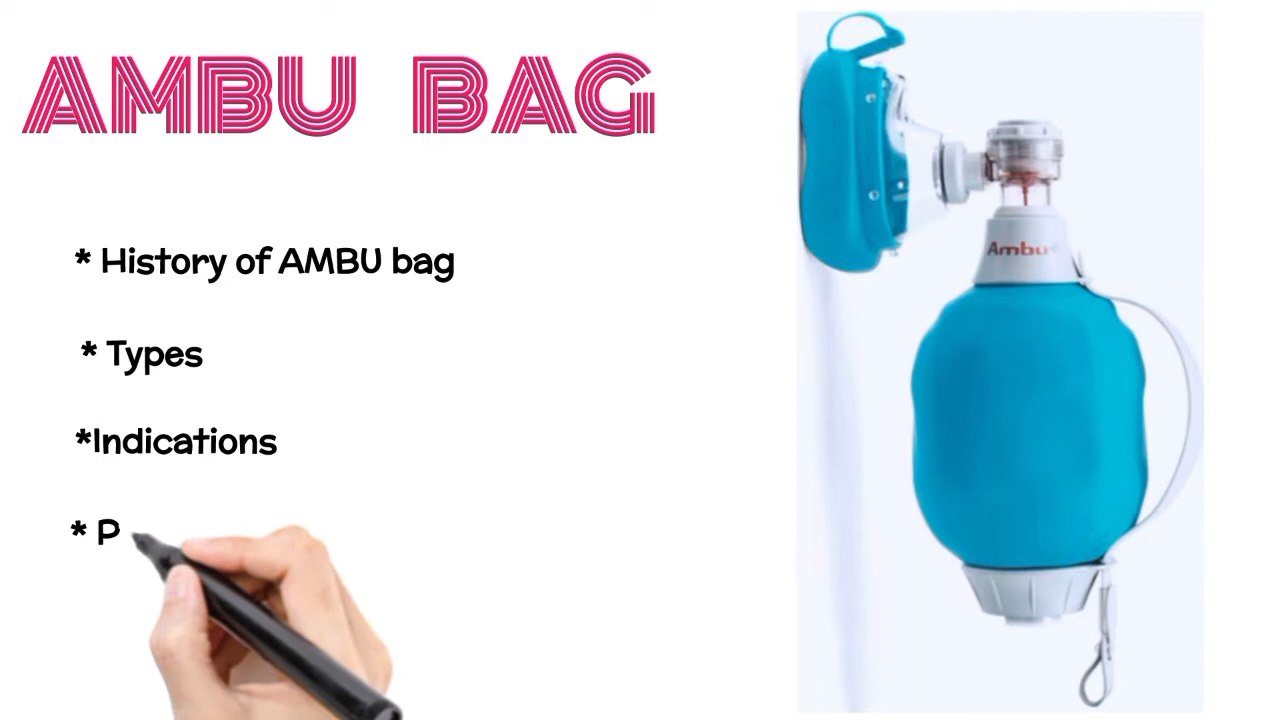 AMBU BAG
* History of AMBU bag
* Types
*Indications
* P
Ambu